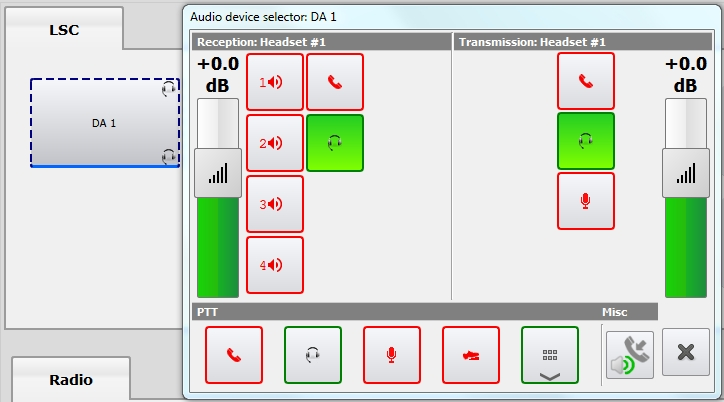 LSC
DA 1
Radio
Audio device selector: DA 1
Reception: Headset #1
Transmission: Headset #1
+0.0
dB
1
2
3
4
+0.0
dB
PTT
Misc